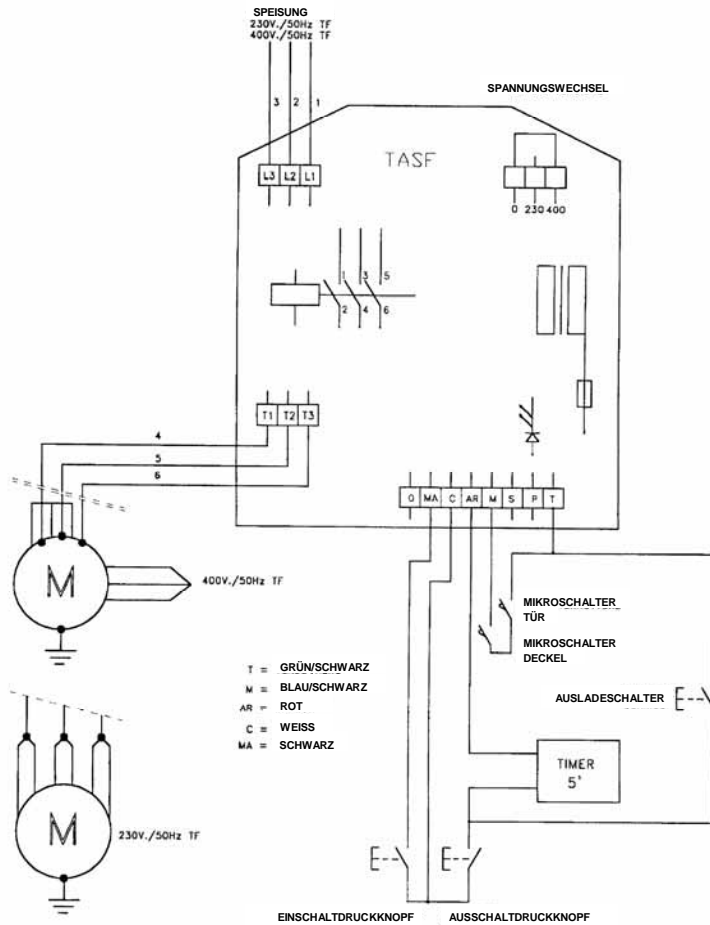 SPEISUNG
230V./50Hz TF
400V./50Hz TF
SPANNUNGSWECHSEL
3 2 1
TASF
L3 L2 L1
0 230 400
1 3 5
2 4 6
T1 T2 T3
4
5
6
O MA C AR M S P T
M
400V./50Hz TF
MIKROSCHALTER
TÜR
MIKROSCHALTER
DECKEL
T = GRÜN/SCHWARZ
M = BLAU/SCHWARZ
AR = ROT
C = WEISS
MA = SCHWARZ
AUSLADESCHALTER
TIMER
5'
M
230V./50Hz TF
EINSCHALTDRUCKKNOPF AUSSCHALTDRUCKKNOPF